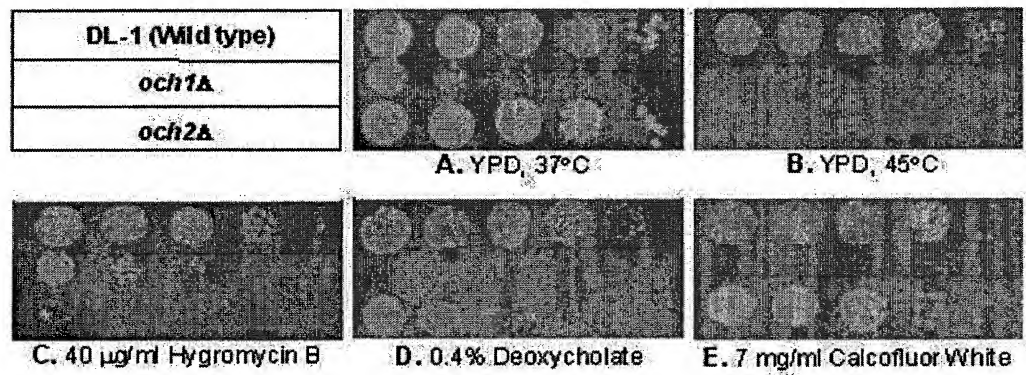 DL-1 (Wild type)
och1Δ
och2Δ
A. YPD, 37°C
B. YPD, 45°C
C. 40 µg/ml Hygromycin B
D. 0.4% Deoxycholate
E. 7 mg/ml Calcofluor White